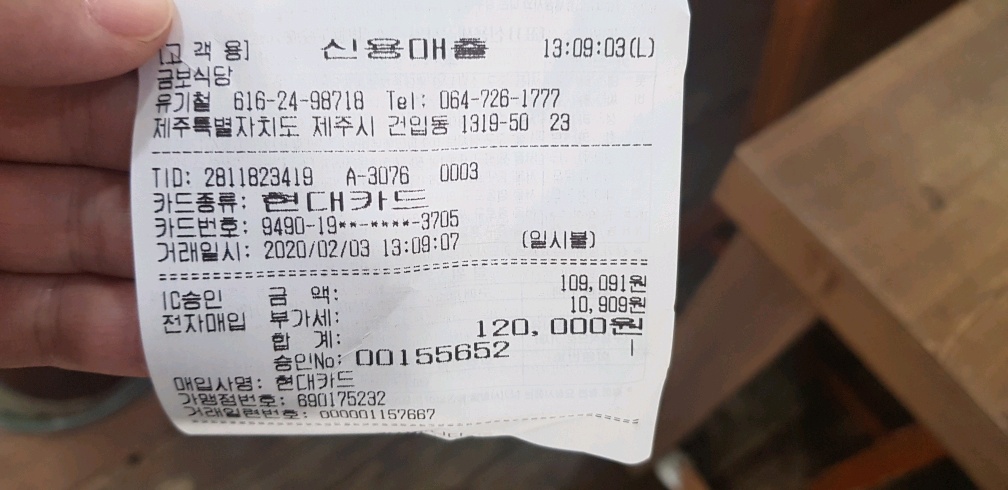 [고 객 용] 신용매출 13:09:03(L)
금보식당
유기철 616-24-98718 Tel: 064-726-1777
제주특별자치도 제주시 건입동 1319-50 23
TID: 2811823419 A-3076 0003
카드종류: 현대카드
카드번호: 9490-19**-****-3705
거래일시: 2020/02/03 13:09:07 (일시불)
IC승인 금 액: 109,091원
전자매입 부가세: 10,909원
합 계: 120,000원
승인No: 00155652
매입사명: 현대카드
가맹점번호: 690175232
거래일련번호: 000001157667